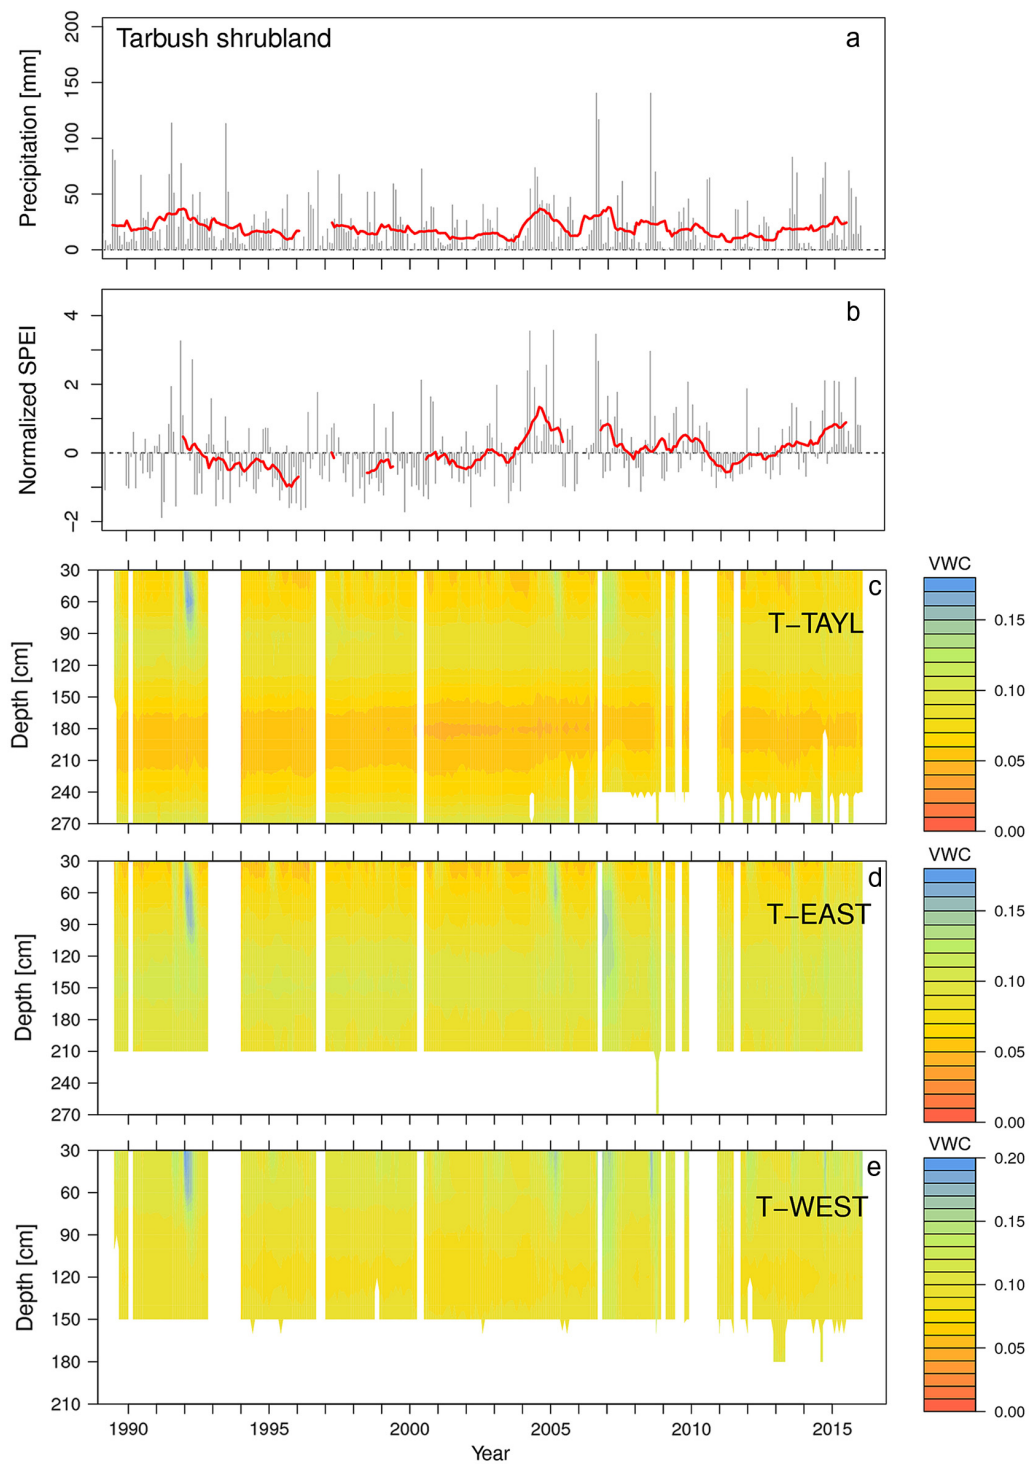 Tarbush shrubland
a
Precipitation [mm]
200
150
100
50
0
b
Normalized SPEI
4
2
0
−2
c
T−TAYL
Depth [cm]
30
60
90
120
150
180
210
240
270
VWC
0.15
0.10
0.05
0.00
d
T−EAST
Depth [cm]
30
60
90
120
150
180
210
240
270
VWC
0.15
0.10
0.05
0.00
e
T−WEST
Depth [cm]
30
60
90
120
150
180
210
VWC
0.20
0.15
0.10
0.05
0.00
1990 1995 2000 2005 2010 2015
Year